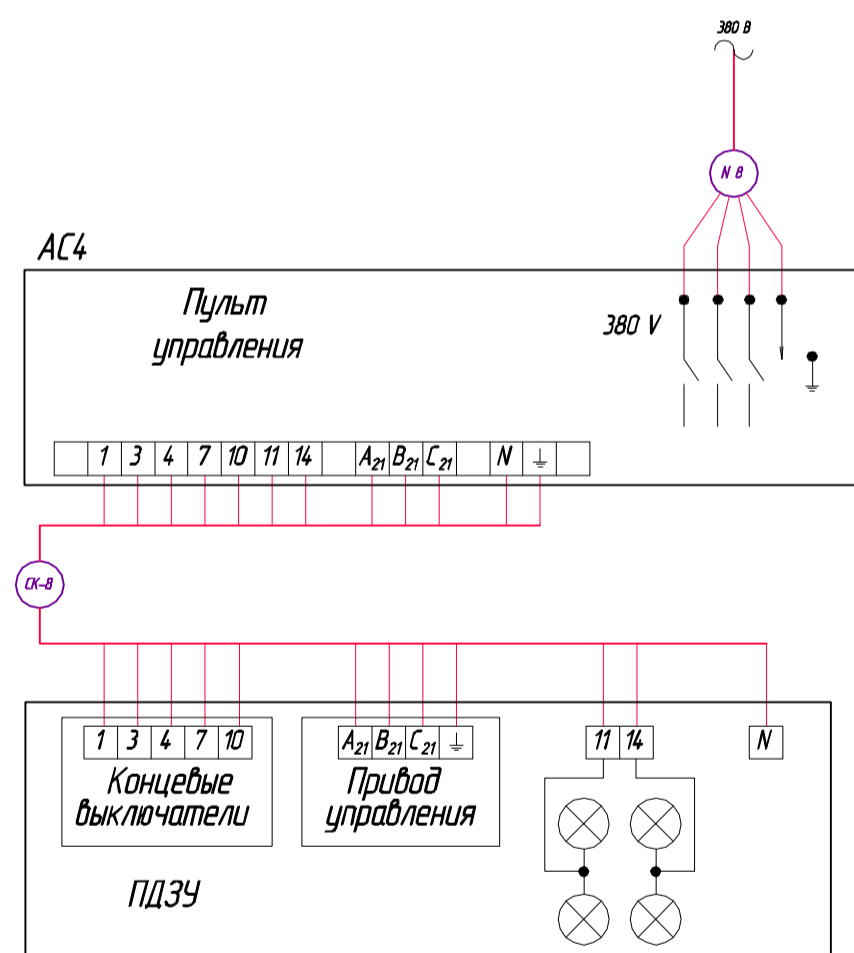 380 В
N 8
АС4
Пульт
управления
380 V
1 3 4 7 10 11 14 A21 B21 C21 N
СК-8
1 3 4 7 10 A21 B21 C21 11 14 N
Концевые
выключатели
Привод
управления
ПДЗУ